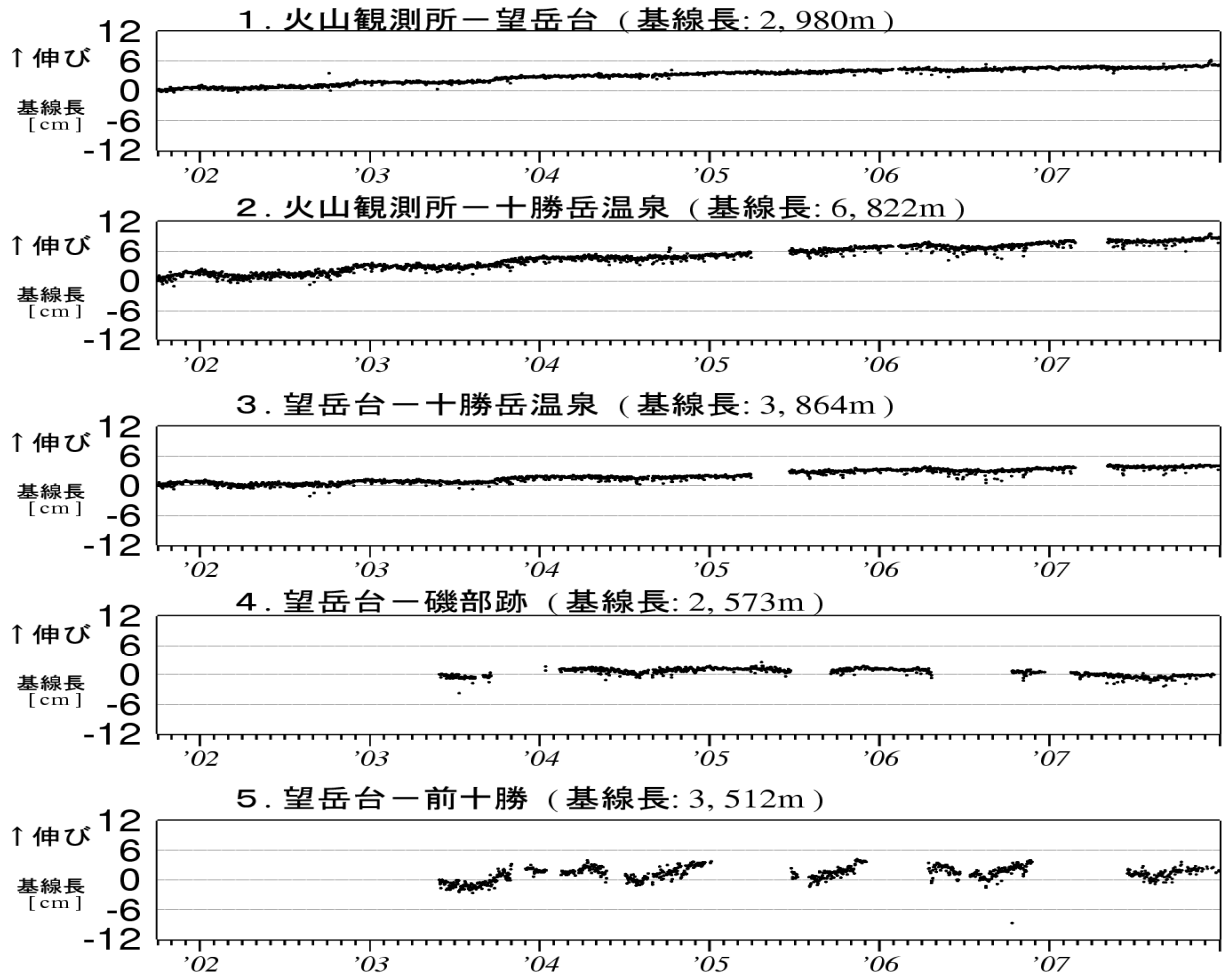 1. 火山観測所－望岳台 (基線長: 2, 980m)
↑伸び
基線長
[cm]
12
6
0
-6
-12
'02 '03 '04 '05 '06 '07
2. 火山観測所－十勝岳温泉 (基線長: 6, 822m)
↑伸び
基線長
[cm]
12
6
0
-6
-12
'02 '03 '04 '05 '06 '07
3. 望岳台－十勝岳温泉 (基線長: 3, 864m)
↑伸び
基線長
[cm]
12
6
0
-6
-12
'02 '03 '04 '05 '06 '07
4. 望岳台－磯部跡 (基線長: 2, 573m)
↑伸び
基線長
[cm]
12
6
0
-6
-12
'02 '03 '04 '05 '06 '07
5. 望岳台－前十勝 (基線長: 3, 512m)
↑伸び
基線長
[cm]
12
6
0
-6
-12
'02 '03 '04 '05 '06 '07